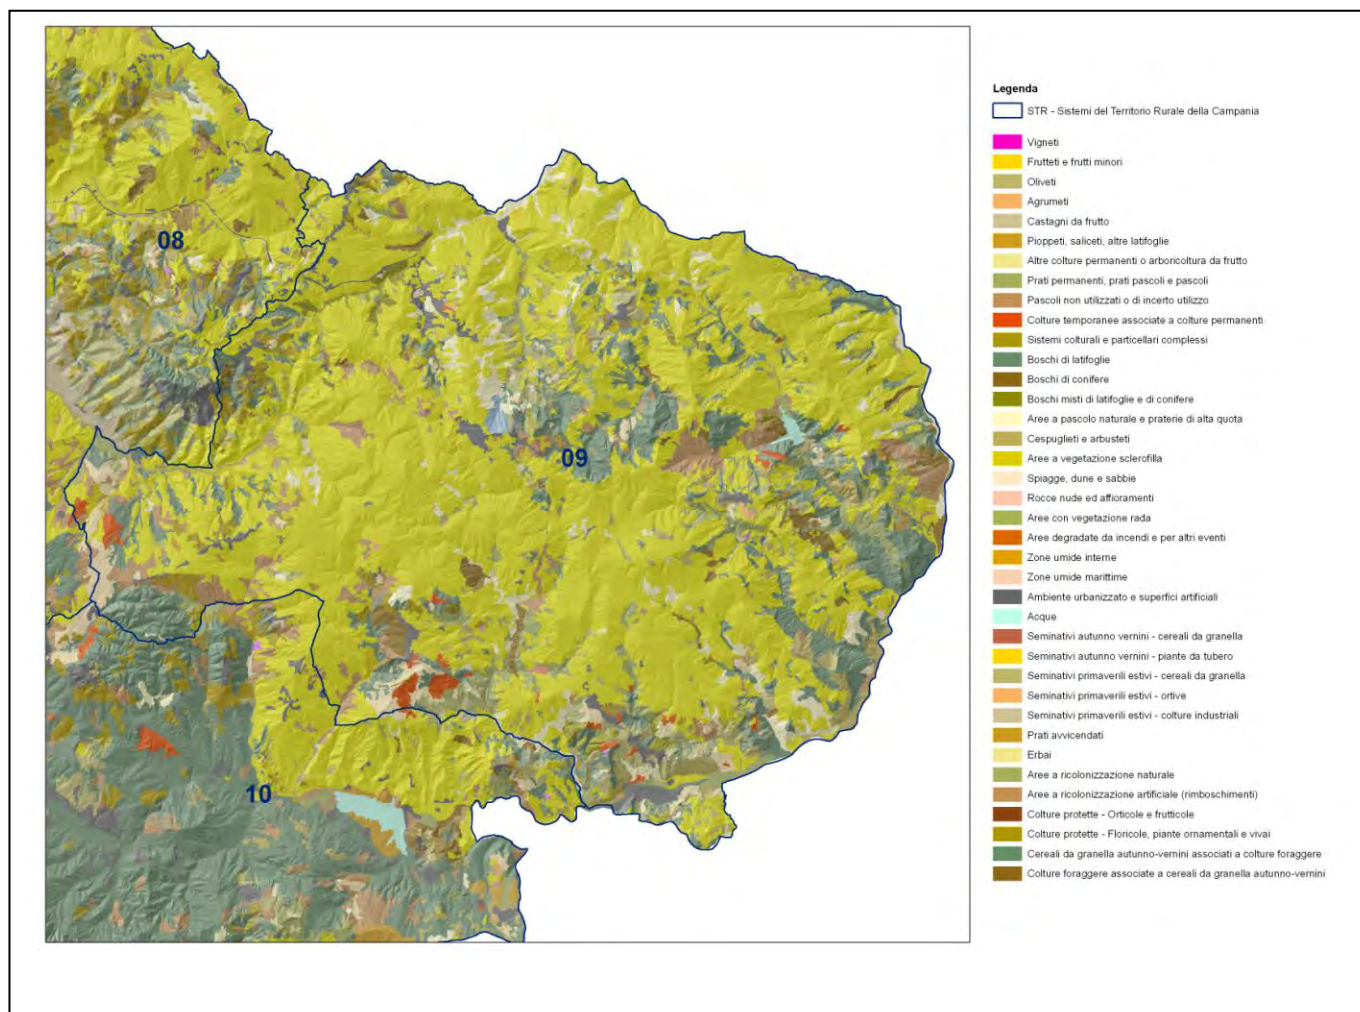 08
09
10
Legenda
STR - Sistemi del Territorio Rurale della Campania
Vigneti
Frutteti e frutti minori
Oliveti
Agrumeti
Castagni da frutto
Pioppeti, saliceti, altre latifoglie
Altre colture permanenti o arboricoltura da frutto
Prati permanenti, prati pascoli e pascoli
Pascoli non utilizzati o di incerto utilizzo
Colture temporanee associate a colture permanenti
Sistemi colturali e particellari complessi
Boschi di latifoglie
Boschi di conifere
Boschi misti di latifoglie e di conifere
Aree a pascolo naturale e praterie di alta quota
Cespuglieti e arbusteti
Aree a vegetazione sclerofilla
Spiagge, dune e sabbie
Rocce nude ed affioramenti
Aree con vegetazione rada
Aree degradate da incendi e per altri eventi
Zone umide interne
Zone umide marittime
Ambiente urbanizzato e superfici artificiali
Acque
Seminativi autunno vernini - cereali da granella
Seminativi autunno vernini - piante da tubero
Seminativi primaverili estivi - cereali da granella
Seminativi primaverili estivi - ortive
Seminativi primaverili estivi - colture industriali
Prati avvicendati
Erbai
Aree a ricolonizzazione naturale
Aree a ricolonizzazione artificiale (rimboschimenti)
Colture protette - Orticole e frutticole
Colture protette - Floricole, piante ornamentali e vivai
Cereali da granella autunno-vernini associati a colture foraggere
Colture foraggere associate a cereali da granella autunno-vernini